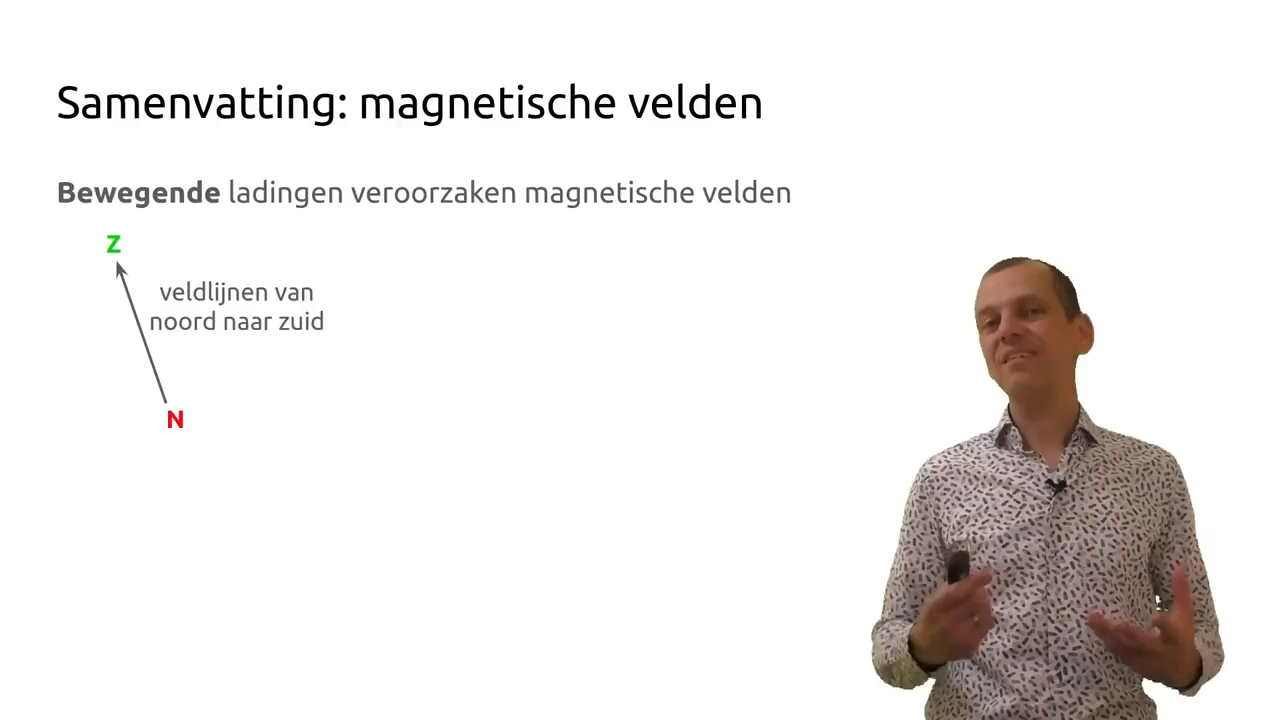 Samenvatting: magnetische velden
Bewegende ladingen veroorzaken magnetische velden
Z
veldlijnen van
noord naar zuid
N